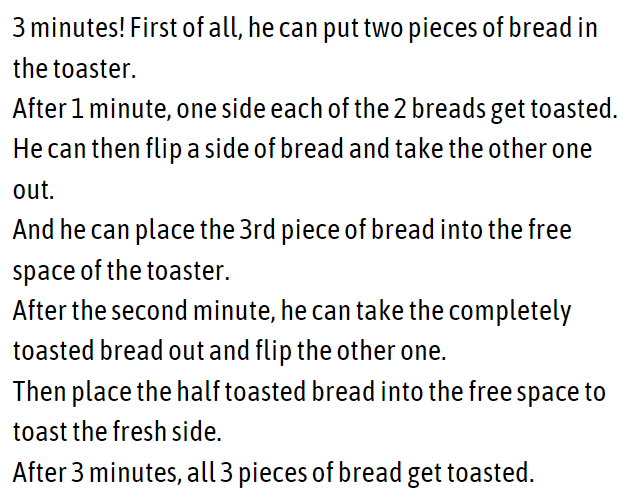 3 minutes! First of all, he can put two pieces of bread in
the toaster.
After 1 minute, one side each of the 2 breads get toasted.
He can then flip a side of bread and take the other one
out.
And he can place the 3rd piece of bread into the free
space of the toaster.
After the second minute, he can take the completely
toasted bread out and flip the other one.
Then place the half toasted bread into the free space to
toast the fresh side.
After 3 minutes, all 3 pieces of bread get toasted.